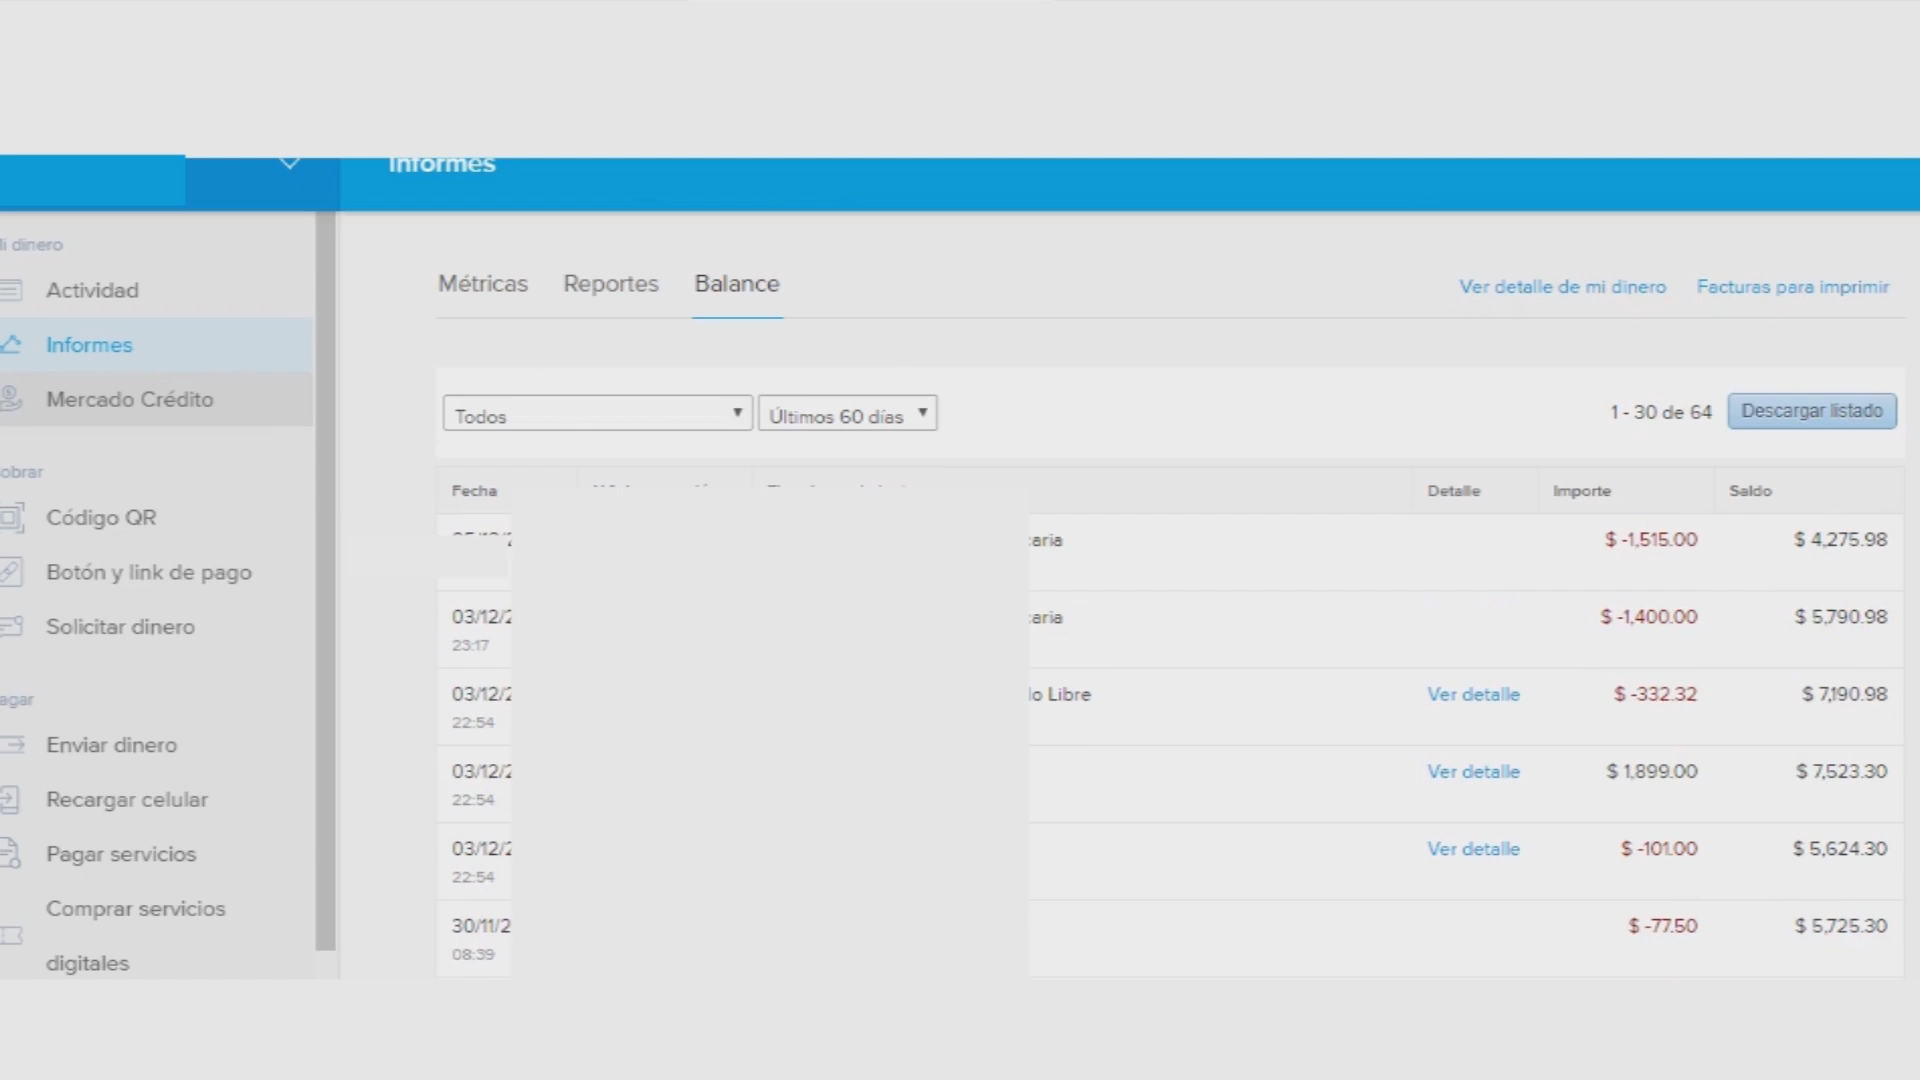 Informes
Mi dinero
Actividad
Informes
Mercado Crédito
Código QR
Botón y link de pago
Solicitar dinero
Enviar dinero
Recargar celular
Pagar servicios
Comprar servicios
digitales
Métricas Reportes Balance
Ver detalle de mi dinero Facturas para imprimir
Todos Últimos 60 días 1 - 30 de 64 Descargar listado
Fecha Detalle Importe Saldo
$ -1,515.00 $ 4,275.98
03/12/2 $ -1,400.00 $ 5,790.98
23:17
03/12/2 Libre Ver detalle $ -332.32 $ 7,190.98
22:54
03/12/2 Ver detalle $ 1,899.00 $ 7,523.30
22:54
03/12/2 Ver detalle $ -101.00 $ 5,624.30
22:54
30/11/2 $ -77.50 $ 5,725.30
08:39